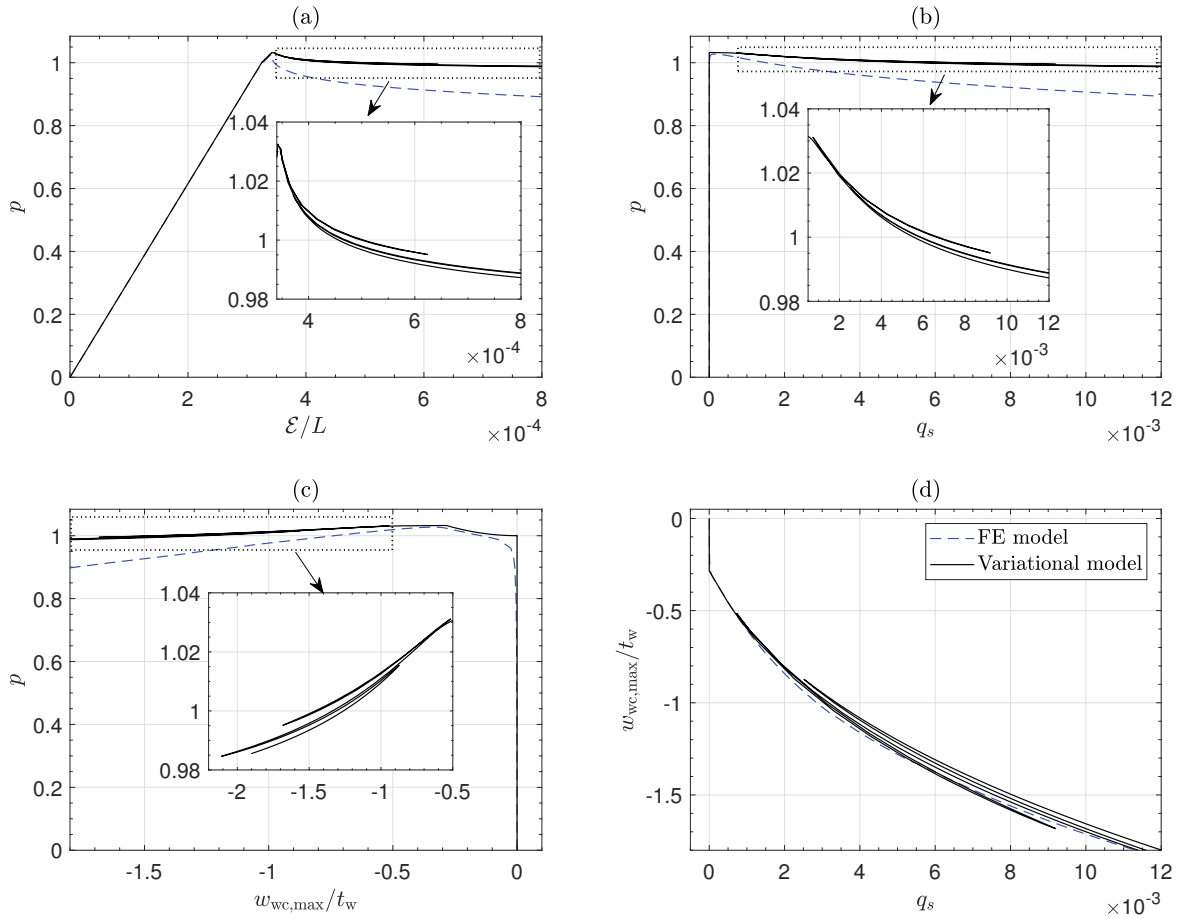 (a)
1
0.8
0.6
0.4
0.2
0
p
0 2 4 6 8
×10⁻⁴
ℰ/L
1.04
1.02
1
0.98
4 6 8
×10⁻⁴
(b)
1
0.8
0.6
0.4
0.2
0
p
0 2 4 6 8 10 12
×10⁻³
q_s
1.04
1.02
1
0.98
2 4 6 8 10 12
×10⁻³
(c)
1
0.8
0.6
0.4
0.2
0
p
-1.5 -1 -0.5 0
w_wc,max/t_w
1.04
1.02
1
0.98
-2 -1.5 -1 -0.5
(d)
0
-0.5
-1
-1.5
w_wc,max/t_w
FE model
Variational model
0 2 4 6 8 10 12
×10⁻³
q_s